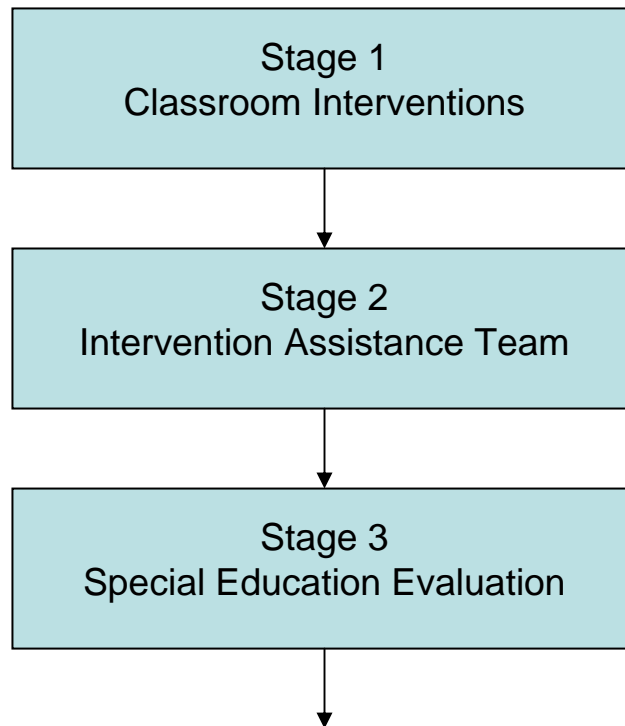 Stage 1
Classroom Interventions
Stage 2
Intervention Assistance Team
Stage 3
Special Education Evaluation